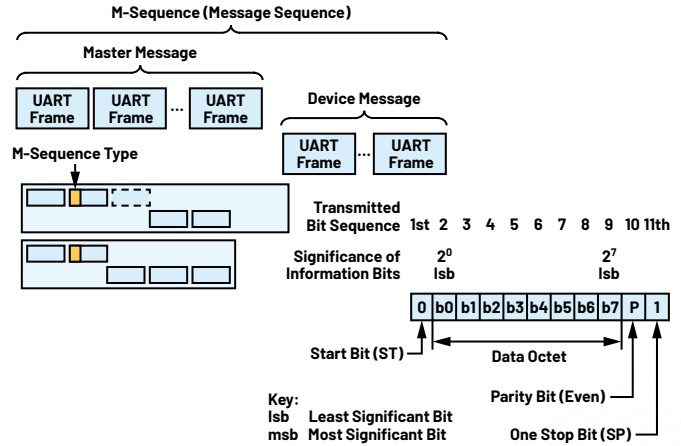 M-Sequence (Message Sequence)
Master Message
UART Frame
UART Frame
...
UART Frame
Device Message
UART Frame
...
UART Frame
M-Sequence Type
Transmitted
Bit Sequence
1st 2 3 4 5 6 7 8 9 10 11th
Significance of
Information Bits
2⁰
lsb
2⁷
lsb
0 b0 b1 b2 b3 b4 b5 b6 b7 P 1
Start Bit (ST)
Data Octet
Parity Bit (Even)
One Stop Bit (SP)
Key:
lsb Least Significant Bit
msb Most Significant Bit